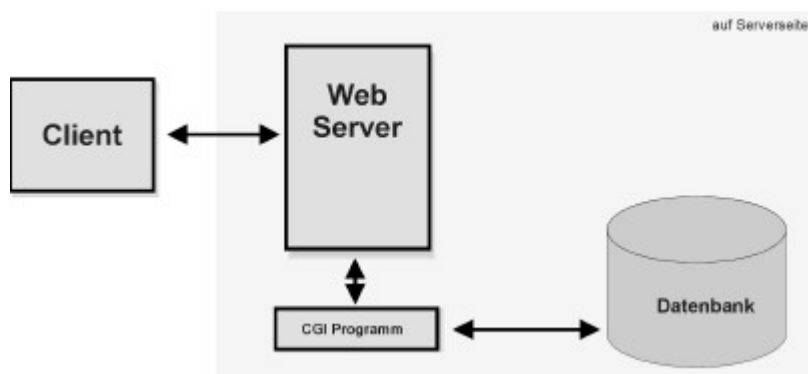 auf Serverseite
Client
Web
Server
CGI Programm
Datenbank